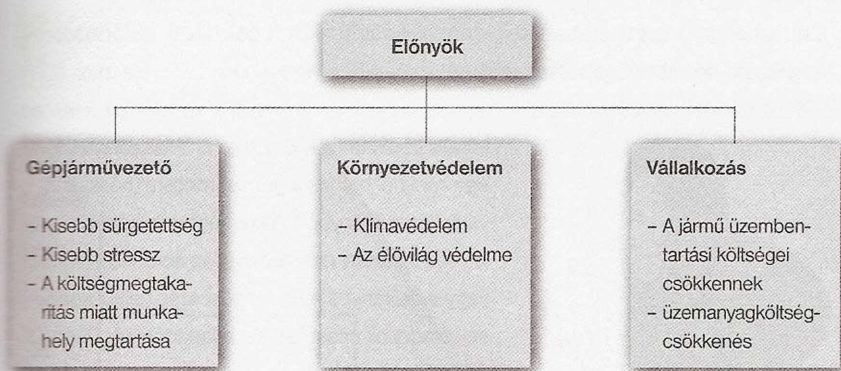 Előnyök
Gépjárművezető
– Kisebb sürgetettség
– Kisebb stressz
– A költségmegtaka-
rítás miatt munka-
hely megtartása
Környezetvédelem
– Klímavédelem
– Az élővilág védelme
Vállalkozás
– A jármű üzemben-
tartási költségei
csökkennek
– üzemanyagköltség-
csökkenés